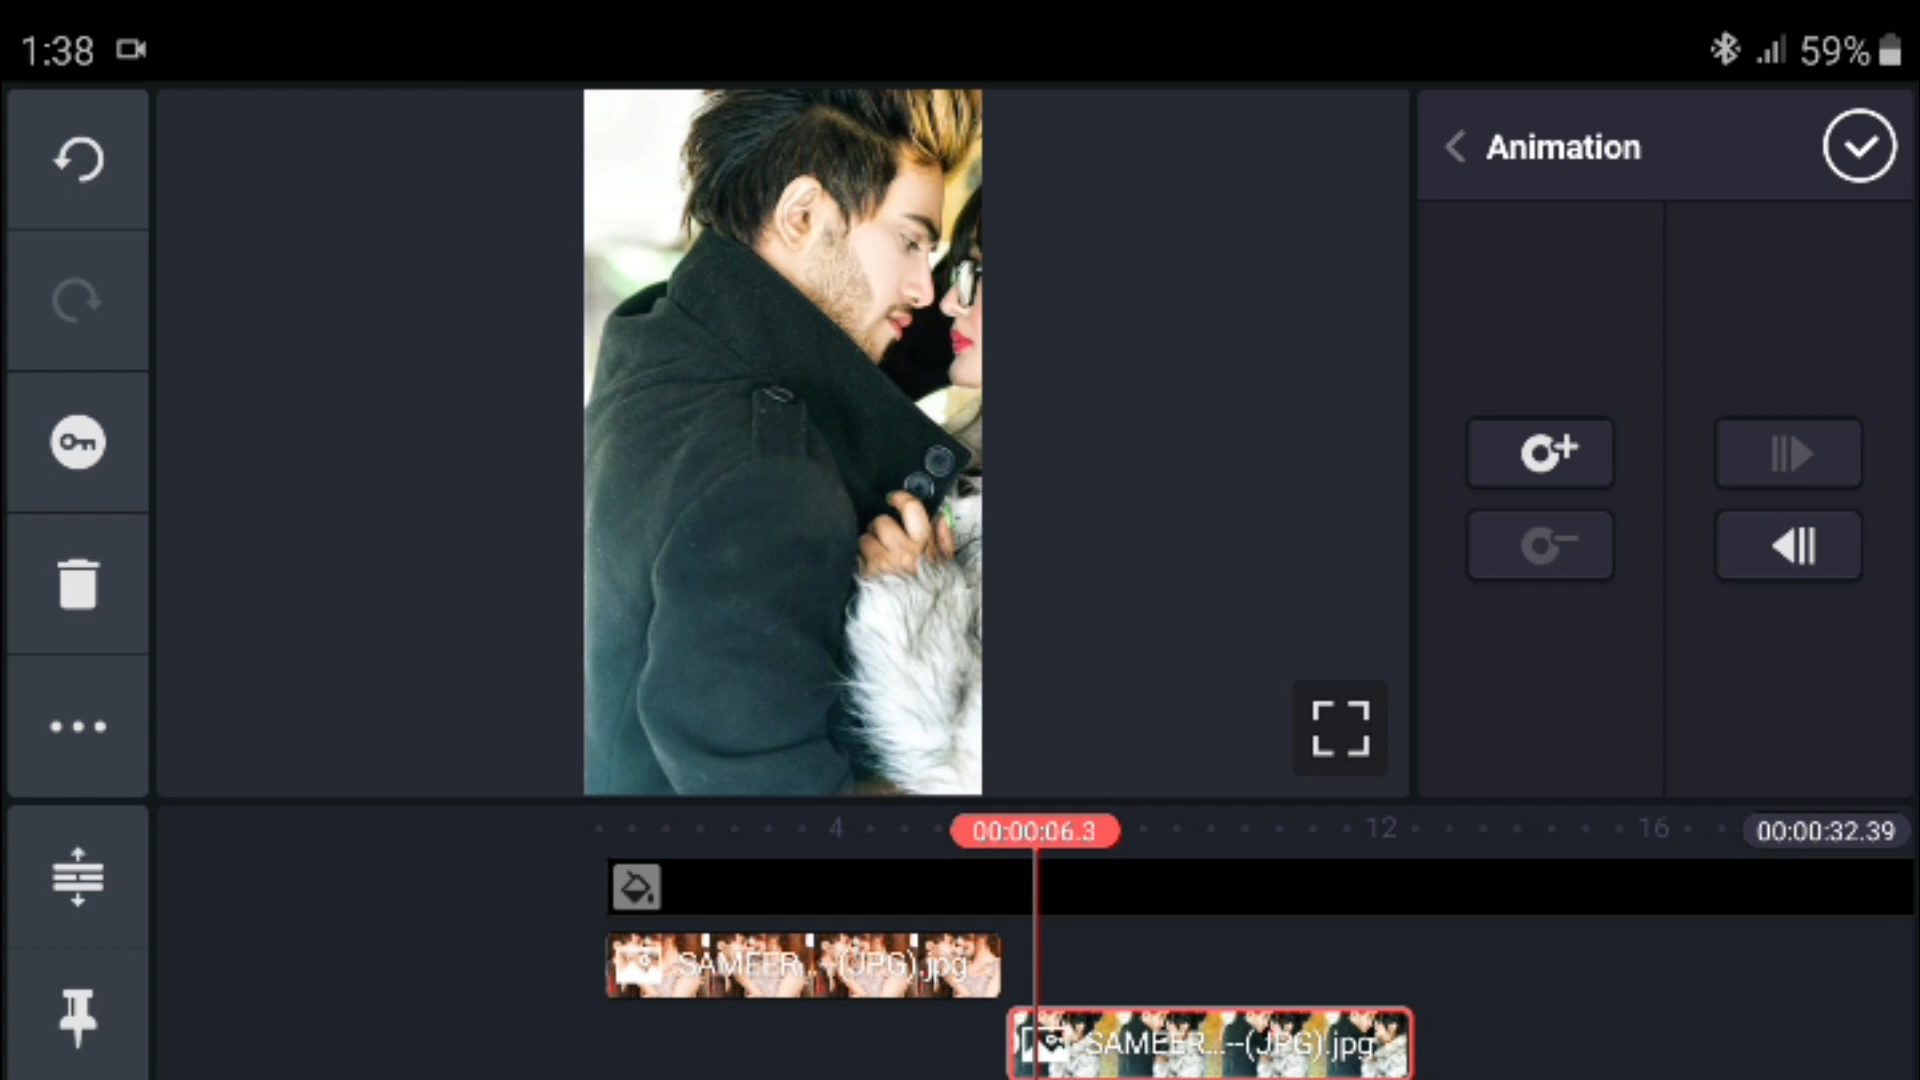 1:38
59%
Animation
4
00:00:06.3
12
16
00:00:32.39
SAMEER...--(JPG).jpg
SAMEER...--(JPG).jpg